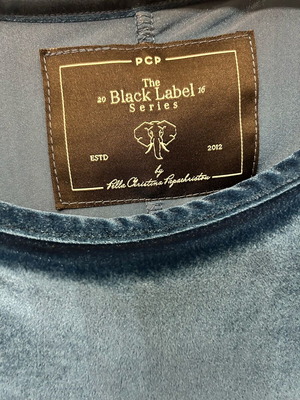 PCP
The
20 Black Label 16
Series
ESTD 2012
by
Pella Christina Papachristou